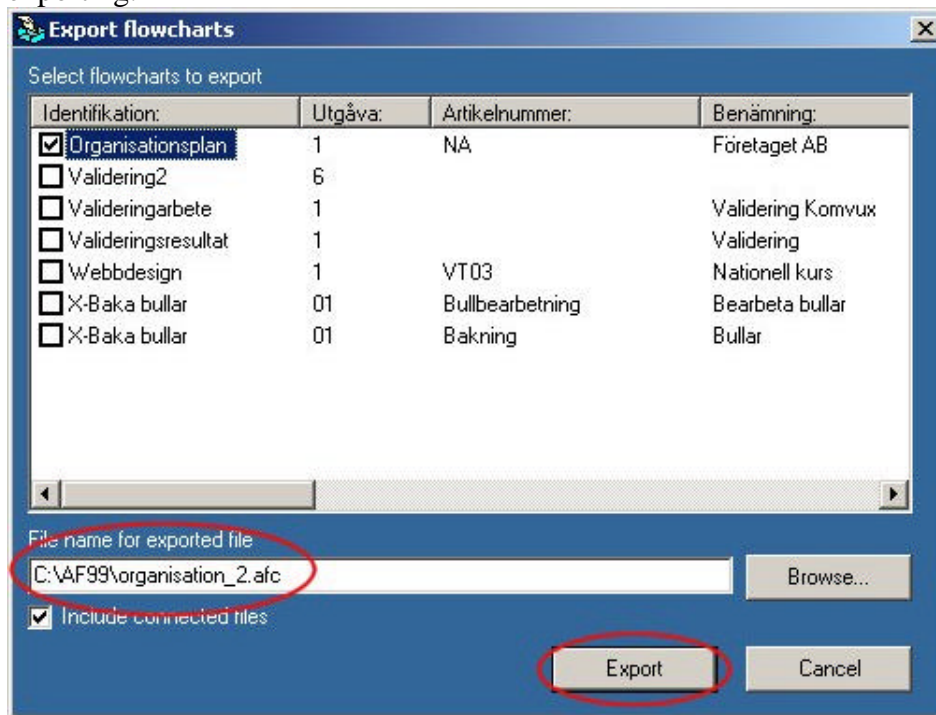 Export flowcharts
Select flowcharts to export
Identifikation: Utgåva: Artikelnummer: Benämning:
Organisationsplan 1 NA Företaget AB
Validering2 6
Valideringarbete 1 Validering Komvux
Valideringsresultat 1 Validering
Webbdesign 1 VT03 Nationell kurs
X-Baka bullar 01 Bullbearbetning Bearbeta bullar
X-Baka bullar 01 Bakning Bullar
File name for exported file
C:\AF99\organisation_2.afc Browse...
Include connected files
Export Cancel